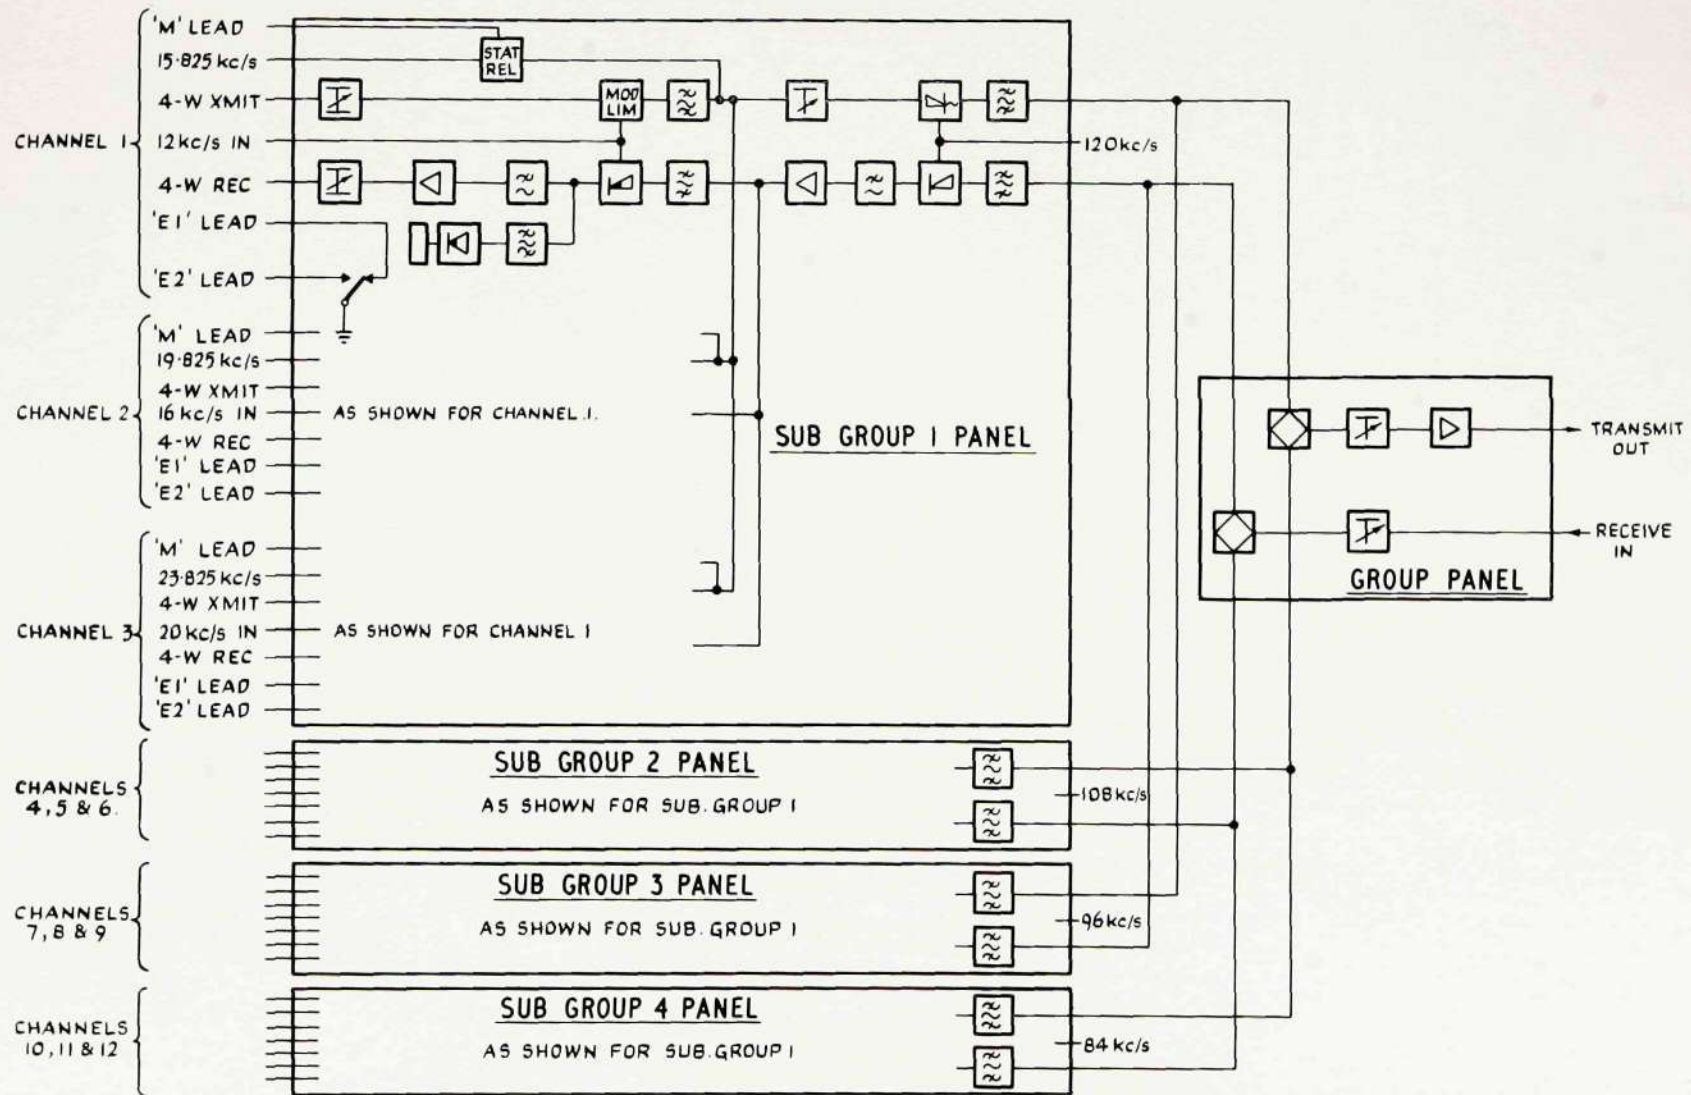 CHANNEL 1
'M' LEAD
15·825 kc/s
4-W XMIT
12 kc/s IN
4-W REC
'E1' LEAD
'E2' LEAD
STAT
REL
MOD
LIM
120 kc/s
CHANNEL 2
'M' LEAD
19·825 kc/s
4-W XMIT
16 kc/s IN
4-W REC
'E1' LEAD
'E2' LEAD
AS SHOWN FOR CHANNEL .1.
SUB GROUP 1 PANEL
CHANNEL 3
'M' LEAD
23·825 kc/s
4-W XMIT
20 kc/s IN
4-W REC
'E1' LEAD
'E2' LEAD
AS SHOWN FOR CHANNEL 1
TRANSMIT
OUT
RECEIVE
IN
GROUP PANEL
CHANNELS
4, 5 & 6.
SUB GROUP 2 PANEL
AS SHOWN FOR SUB. GROUP 1
108 kc/s
CHANNELS
7, 8 & 9
SUB GROUP 3 PANEL
AS SHOWN FOR SUB. GROUP 1
96 kc/s
CHANNELS
10, 11 & 12
SUB GROUP 4 PANEL
AS SHOWN FOR SUB. GROUP 1
84 kc/s